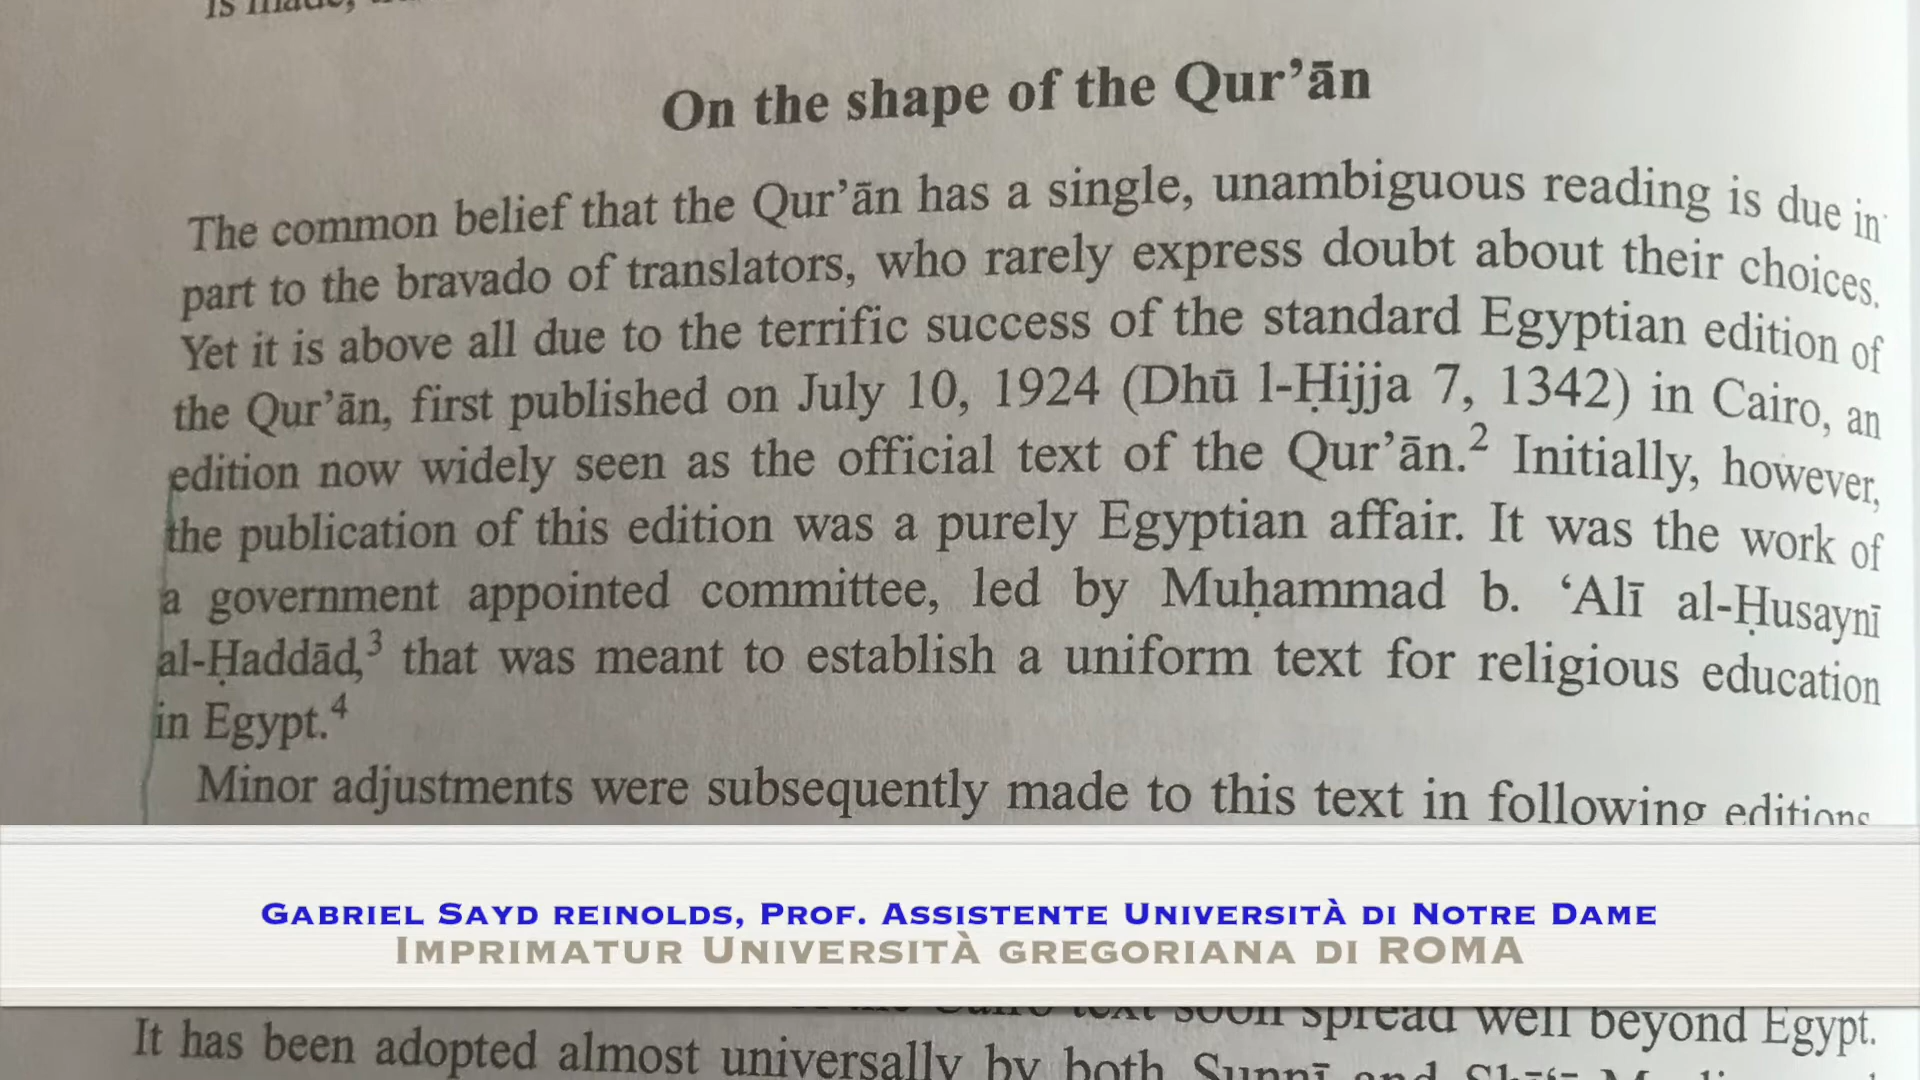 is made,
On the shape of the Qur’ān
The common belief that the Qur’ān has a single, unambiguous reading is due in
part to the bravado of translators, who rarely express doubt about their choices.
Yet it is above all due to the terrific success of the standard Egyptian edition of
the Qur’ān, first published on July 10, 1924 (Dhū l-Ḥijja 7, 1342) in Cairo, an
edition now widely seen as the official text of the Qur’ān.² Initially, however,
the publication of this edition was a purely Egyptian affair. It was the work of
a government appointed committee, led by Muḥammad b. ‘Alī al-Ḥusaynī
al-Ḥaddād,³ that was meant to establish a uniform text for religious education
in Egypt.⁴
Minor adjustments were subsequently made to this text in following editions
Gabriel Sayd reinolds, Prof. Assistente Università di Notre Dame
Imprimatur Università gregoriana di ROMA
Cairo text soon spread well beyond Egypt.
It has been adopted almost universally by both Sunnī and